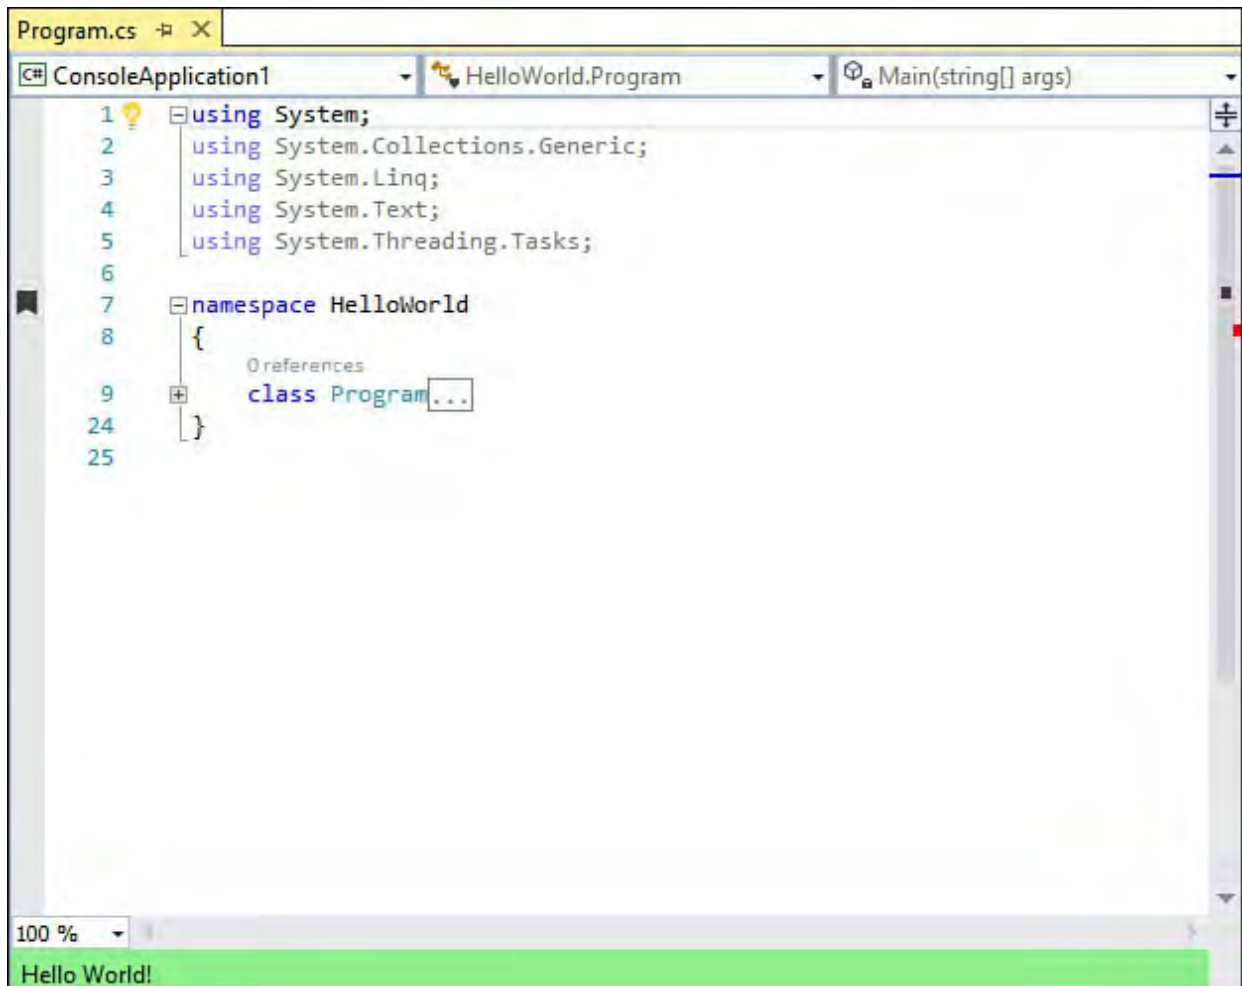 Program.cs
C# ConsoleApplication1 HelloWorld.Program Main(string[] args)
1 using System;
2 using System.Collections.Generic;
3 using System.Linq;
4 using System.Text;
5 using System.Threading.Tasks;
6
7 namespace HelloWorld
8 {
0 references
9 class Program...
24 }
25
100 %
Hello World!